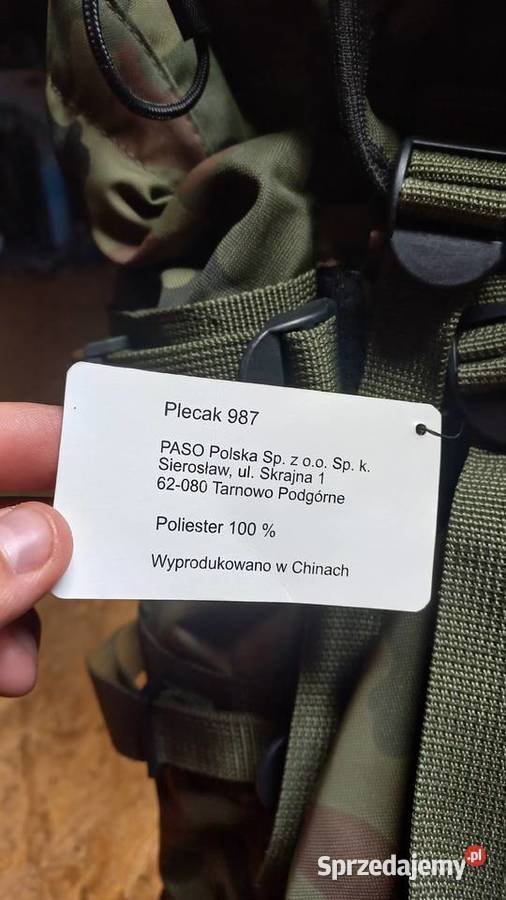 Plecak 987
PASO Polska Sp. z o.o. Sp. k.
Sierosław, ul. Skrajna 1
62-080 Tarnowo Podgórne
Poliester 100 %
Wyprodukowano w Chinach
Sprzedajemy.pl